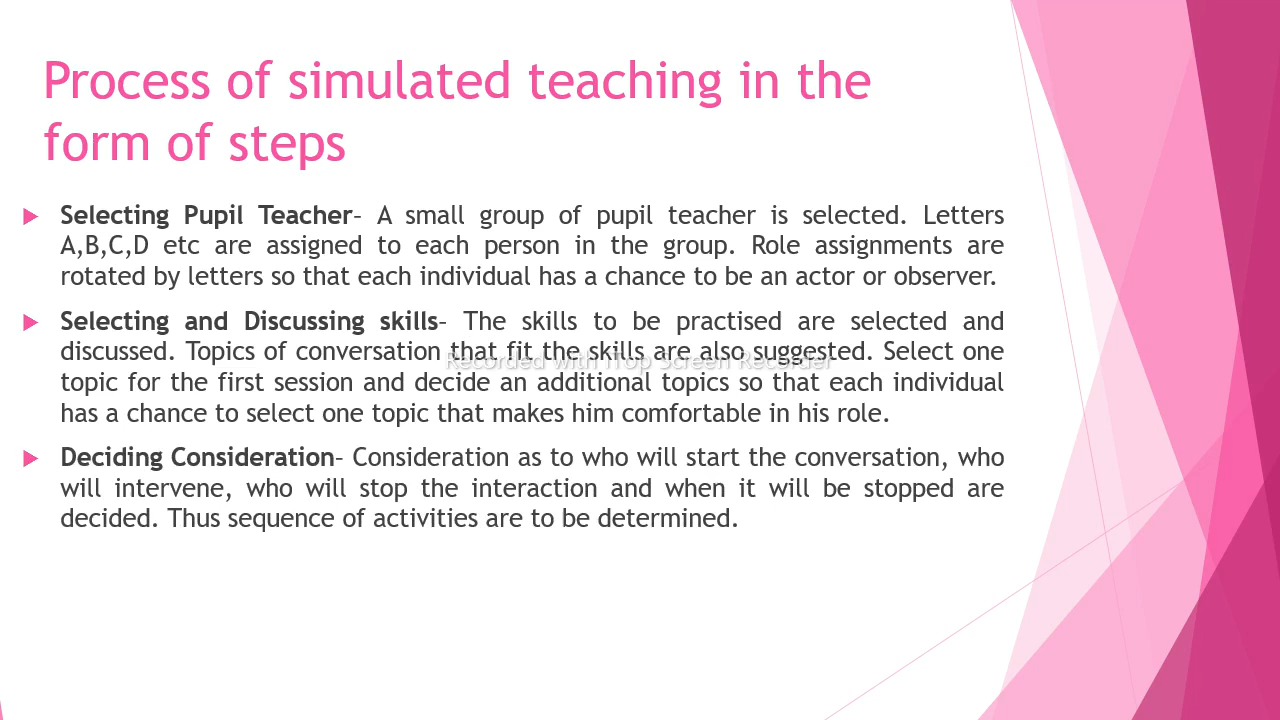 Process of simulated teaching in the
form of steps
Selecting Pupil Teacher– A small group of pupil teacher is selected. Letters
A,B,C,D etc are assigned to each person in the group. Role assignments are
rotated by letters so that each individual has a chance to be an actor or observer.
Selecting and Discussing skills– The skills to be practised are selected and
discussed. Topics of conversation that fit the skills are also suggested. Select one
Recorded with iTop Screen Recorder
topic for the first session and decide an additional topics so that each individual
has a chance to select one topic that makes him comfortable in his role.
Deciding Consideration– Consideration as to who will start the conversation, who
will intervene, who will stop the interaction and when it will be stopped are
decided. Thus sequence of activities are to be determined.